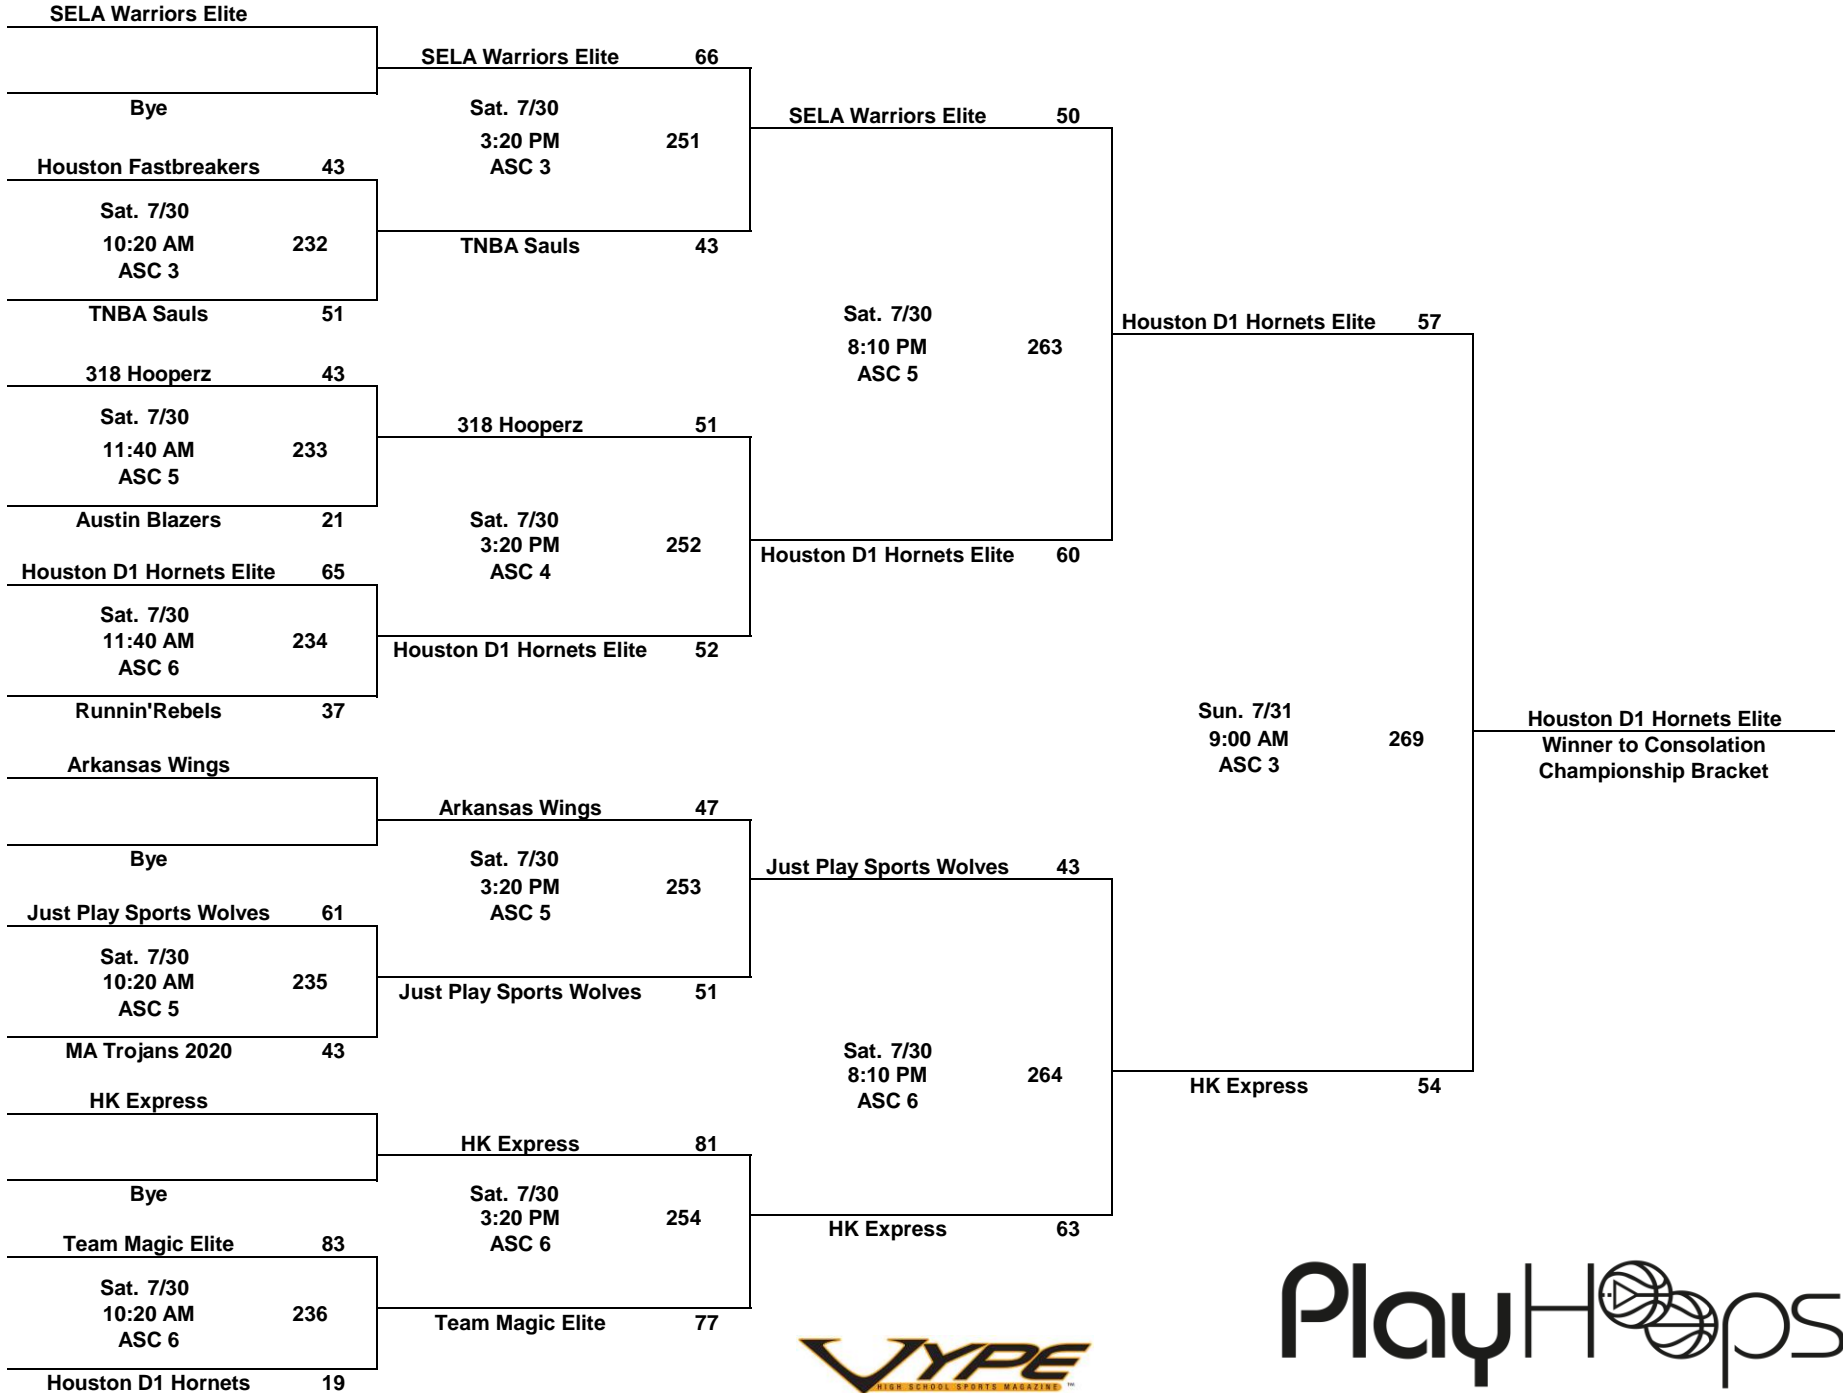 SELA Warriors Elite
Bye
Houston Fastbreakers 43
Sat. 7/30
10:20 AM 232
ASC 3
TNBA Sauls 51
318 Hooperz 43
Sat. 7/30
11:40 AM 233
ASC 5
Austin Blazers 21
Houston D1 Hornets Elite 65
Sat. 7/30
11:40 AM 234
ASC 6
Runnin'Rebels 37
Arkansas Wings
Bye
Just Play Sports Wolves 61
Sat. 7/30
10:20 AM 235
ASC 5
MA Trojans 2020 43
HK Express
Bye
Team Magic Elite 83
Sat. 7/30
10:20 AM 236
ASC 6
Houston D1 Hornets 19
SELA Warriors Elite 66
Sat. 7/30
3:20 PM 251
ASC 3
TNBA Sauls 43
318 Hooperz 51
Sat. 7/30
3:20 PM 252
ASC 4
Houston D1 Hornets Elite 52
Arkansas Wings 47
Sat. 7/30
3:20 PM 253
ASC 5
Just Play Sports Wolves 51
HK Express 81
Sat. 7/30
3:20 PM 254
ASC 6
Team Magic Elite 77
SELA Warriors Elite 50
Sat. 7/30
8:10 PM 263
ASC 5
Houston D1 Hornets Elite 60
Just Play Sports Wolves 43
Sat. 7/30
8:10 PM 264
ASC 6
HK Express 63
Houston D1 Hornets Elite 57
Sun. 7/31
9:00 AM 269
ASC 3
HK Express 54
Houston D1 Hornets Elite
Winner to Consolation
Championship Bracket
VYPE
HIGH SCHOOL SPORTS MAGAZINE ™
PlayHoops